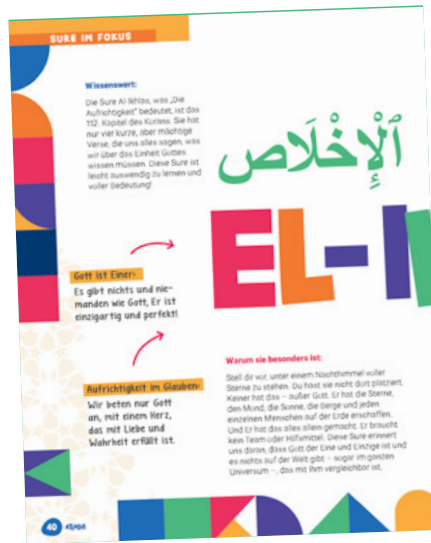 SURE IM FOKUS
Wissenswert:
Die Sure Al-Ikhlas, was „Die
Aufrichtigkeit“ bedeutet, ist das
112. Kapitel des Korans. Sie hat
nur vier kurze, aber mächtige
Verse, die uns alles sagen, was
wir über das Einheit Gottes
wissen müssen. Diese Sure ist
leicht auswendig zu lernen und
voller Bedeutung!
ٱلْإِخْلَاص
EL-I
Gott ist Einer:
Es gibt nichts und nie-
manden wie Gott, Er ist
einzigartig und perfekt!
Aufrichtigkeit im Glauben:
Wir beten nur Gott
an, mit einem Herz,
das mit Liebe und
Wahrheit erfüllt ist.
Warum sie besonders ist:
Stell dir vor, unter einem Nachthimmel voller
Sterne zu stehen. Du hast sie nicht dort platziert.
Keiner hat das – außer Gott. Er hat die Sterne,
den Mond, die Sonne, die Berge und jeden
einzelnen Menschen auf der Erde erschaffen.
Und Er hat das alles allein gemacht. Er braucht
kein Team oder Hilfsmittel. Diese Sure erinnert
uns daran, dass Gott der Eine und Einzige ist und
es nichts auf der Welt gibt – sogar im ganzen
Universum –, das mit Ihm vergleichbar ist.
40